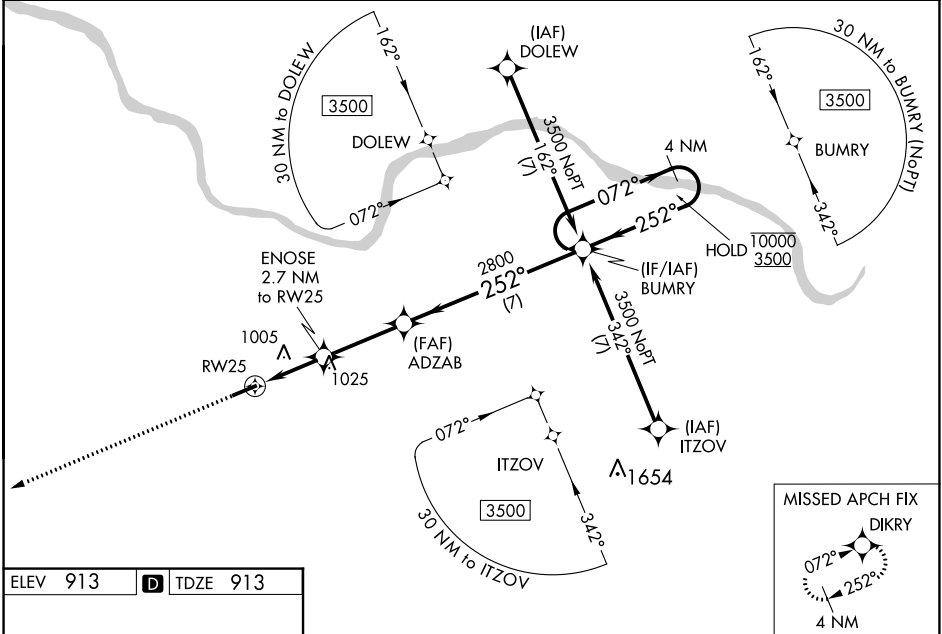 (IAF)
DOLEW
30 NM to DOLEW
162°
3500
DOLEW
072°
30 NM to BUMRY (NoPT)
162°
3500
BUMRY
342°
3500 NoPT
162°
(7)
4 NM
072°
252°
HOLD
10000
3500
(IF/IAF)
BUMRY
2800
252°
(7)
ENOSE
2.7 NM
to RW25
1005
(FAF)
ADZAB
RW25
1025
3500 NoPT
342°
(7)
(IAF)
ITZOV
1654
072°
ITZOV
3500
342°
30 NM to ITZOV
MISSED APCH FIX
DIKRY
072°
252°
4 NM
ELEV 913 D TDZE 913